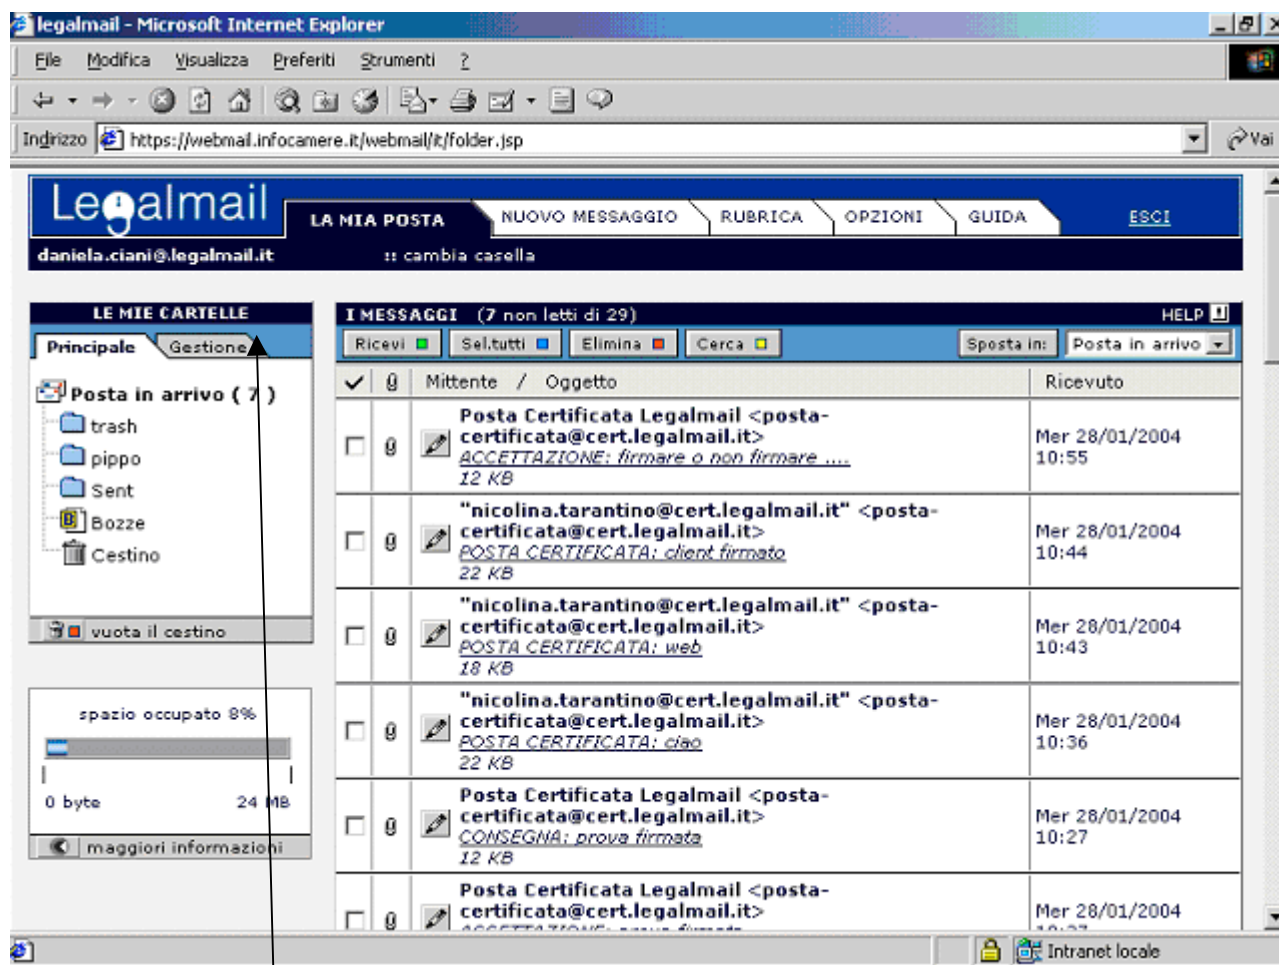 legalmail - Microsoft Internet Explorer
File Modifica Visualizza Preferiti Strumenti ?
Indirizzo https://webmail.infocamere.it/webmail/it/folder.jsp Vai
Legalmail
LA MIA POSTA NUOVO MESSAGGIO RUBRICA OPZIONI GUIDA ESCI
daniela.ciani@legalmail.it :: cambia casella
LE MIE CARTELLE
Principale Gestione
Posta in arrivo ( 7 )
trash
pippo
Sent
Bozze
Cestino
vuota il cestino
spazio occupato 8%
0 byte 24 MB
maggiori informazioni
I MESSAGGI (7 non letti di 29) HELP
Ricevi Sel.tutti Elimina Cerca Sposta in: Posta in arrivo
Mittente / Oggetto Ricevuto
Posta Certificata Legalmail <posta-
certificata@cert.legalmail.it>
ACCETTAZIONE: firmare o non firmare ....
12 KB
Mer 28/01/2004
10:55
"nicolina.tarantino@cert.legalmail.it" <posta-
certificata@cert.legalmail.it>
POSTA CERTIFICATA: client firmato
22 KB
Mer 28/01/2004
10:44
"nicolina.tarantino@cert.legalmail.it" <posta-
certificata@cert.legalmail.it>
POSTA CERTIFICATA: web
18 KB
Mer 28/01/2004
10:43
"nicolina.tarantino@cert.legalmail.it" <posta-
certificata@cert.legalmail.it>
POSTA CERTIFICATA: ciao
22 KB
Mer 28/01/2004
10:36
Posta Certificata Legalmail <posta-
certificata@cert.legalmail.it>
CONSEGNA: prova firmata
12 KB
Mer 28/01/2004
10:27
Posta Certificata Legalmail <posta-
certificata@cert.legalmail.it>
ACCETTAZIONE: prova firmata
Mer 28/01/2004
10:27
Intranet locale